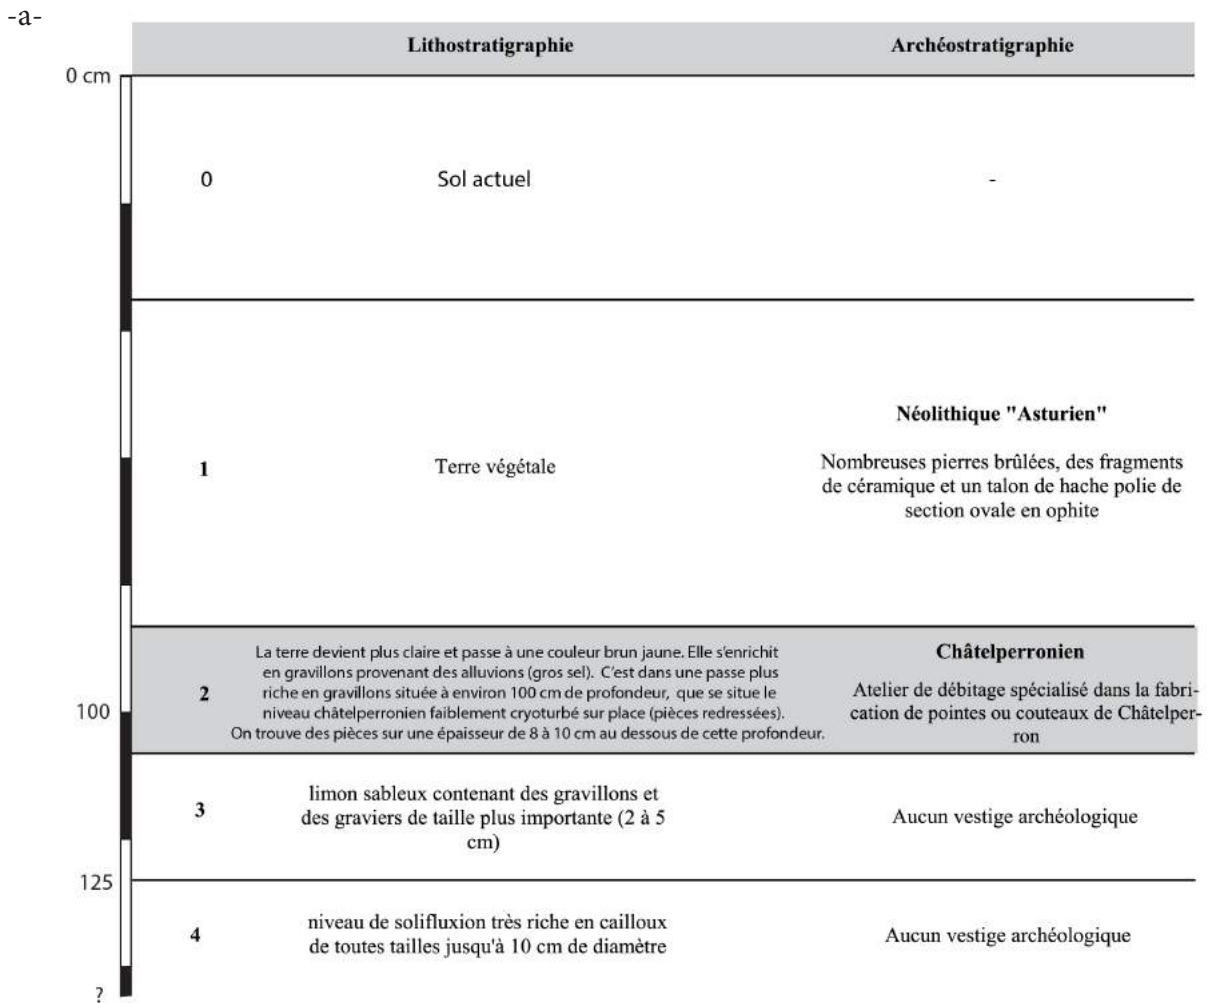 -a-
Lithostratigraphie Archéostratigraphie
0 cm
0 Sol actuel -
Néolithique "Asturien"
1 Terre végétale
Nombreuses pierres brûlées, des fragments
de céramique et un talon de hache polie de
section ovale en ophite
La terre devient plus claire et passe à une couleur brun jaune. Elle s'enrichit
en gravillons provenant des alluvions (gros sel). C'est dans une passe plus
riche en gravillons située à environ 100 cm de profondeur, que se situe le
niveau châtelperronien faiblement cryoturbé sur place (pièces redressées).
On trouve des pièces sur une épaisseur de 8 à 10 cm au dessous de cette profondeur.
2
Châtelperronien
Atelier de débitage spécialisé dans la fabri-
cation de pointes ou couteaux de Châtelper-
ron
100
3
limon sableux contenant des gravillons et
des graviers de taille plus importante (2 à 5
cm)
Aucun vestige archéologique
125
4
niveau de solifluxion très riche en cailloux
de toutes tailles jusqu'à 10 cm de diamètre
Aucun vestige archéologique
?